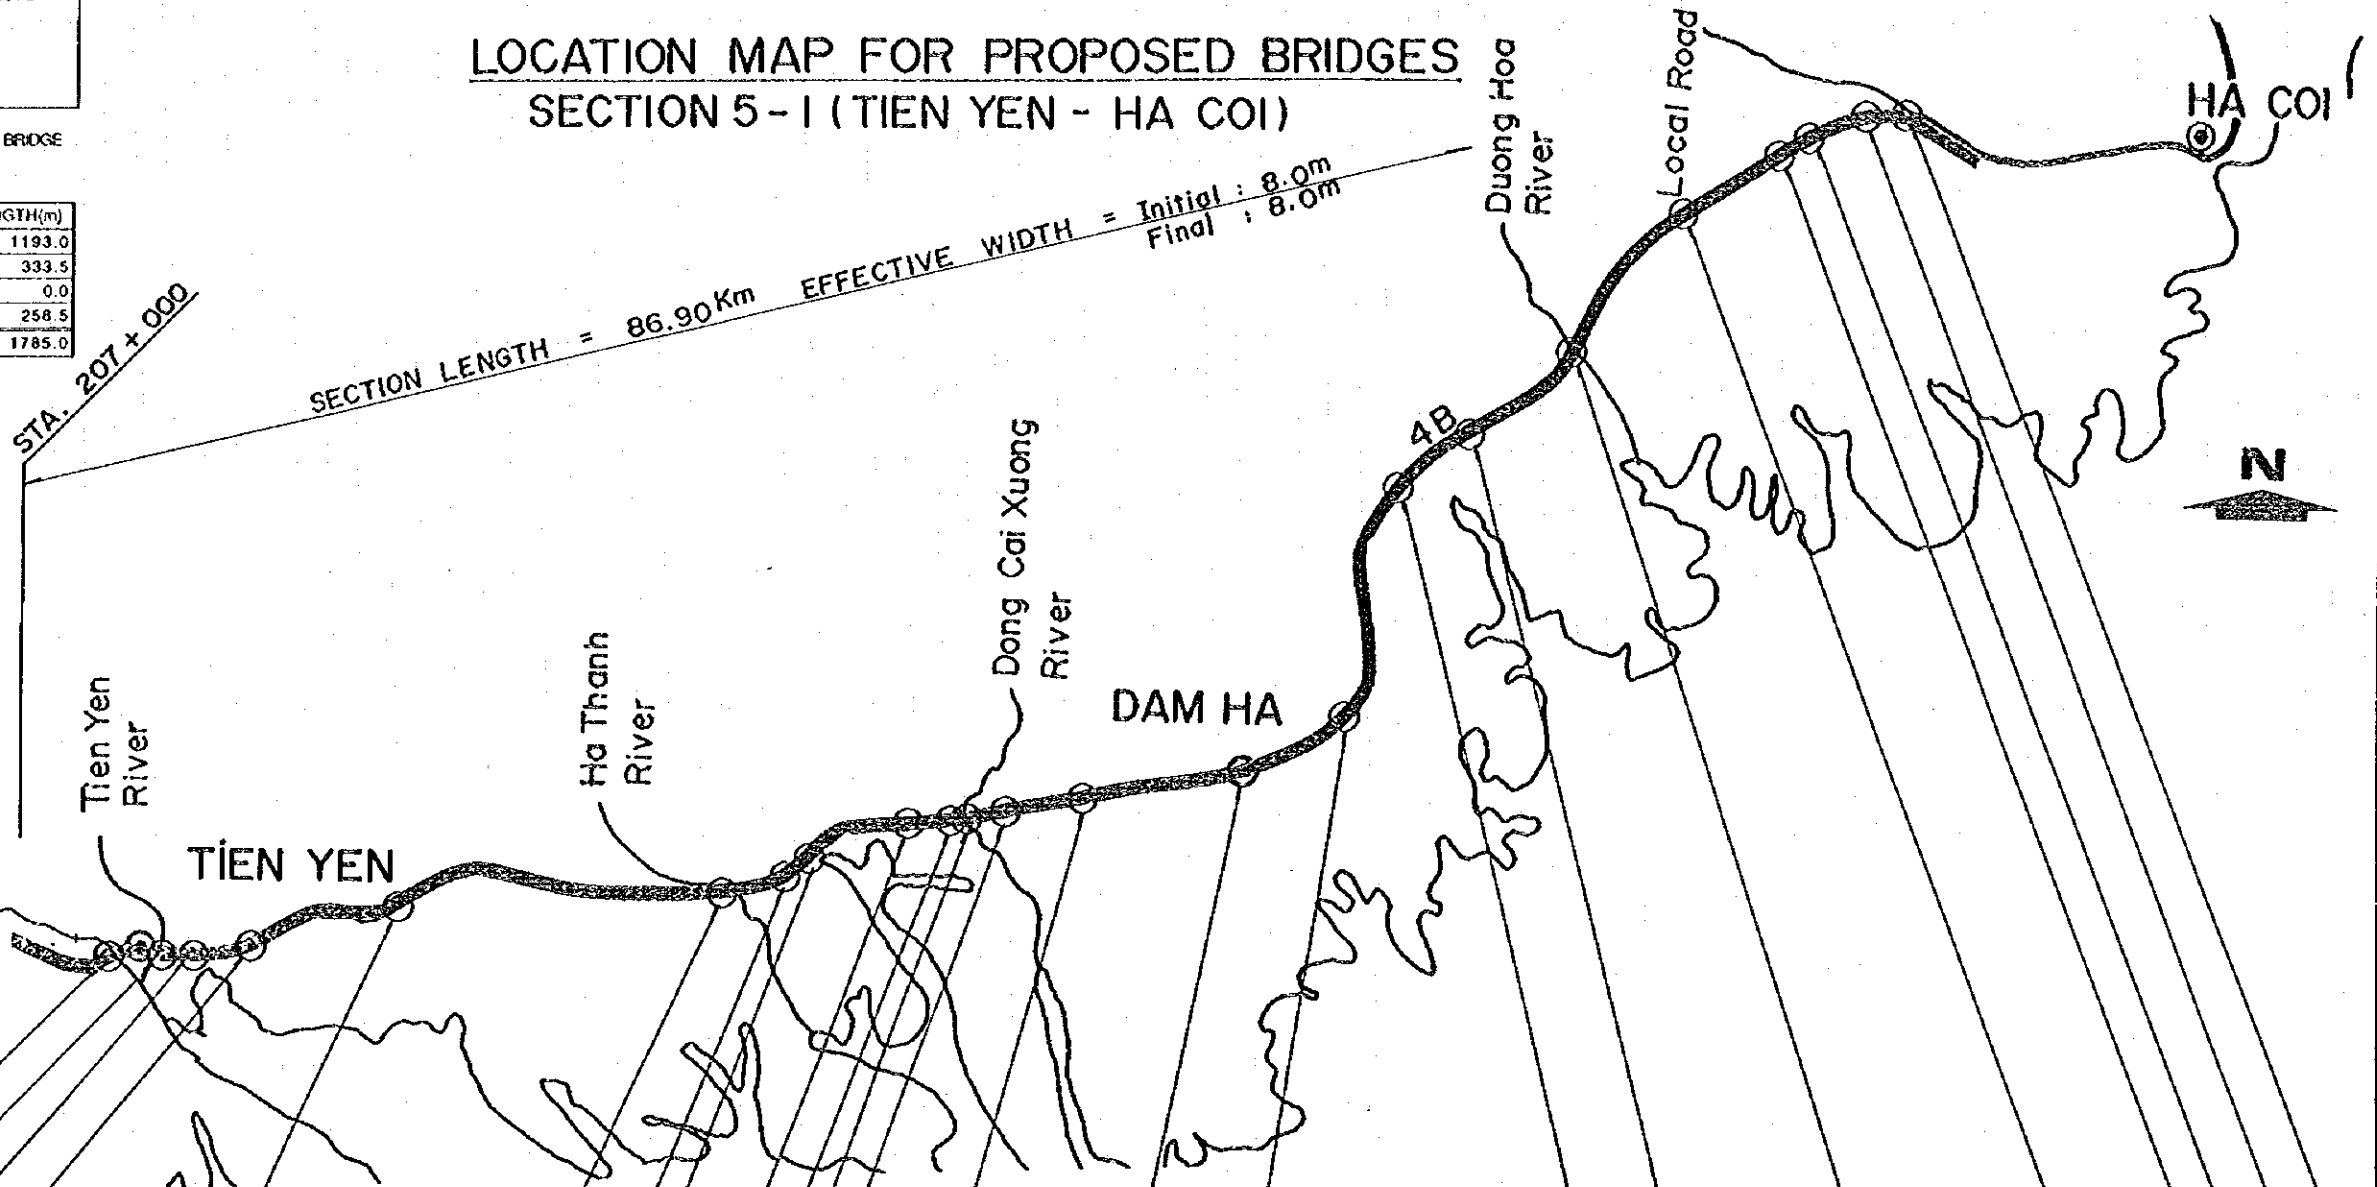 LOCATION MAP FOR PROPOSED BRIDGES
SECTION 5-1 (TIEN YEN - HA COI)
BRIDGE
GTH(m)
1193.0
333.5
0.0
258.5
1785.0
STA. 207 + 000
SECTION LENGTH = 86.90 Km EFFECTIVE WIDTH = Initial : 8.0m
Final : 8.0m
Duong Hoa
River
Local Road
HA COI
4B
N
Dong Cai Xuong
River
DAM HA
Ha Thanh
River
Tien Yen
River
TIEN YEN